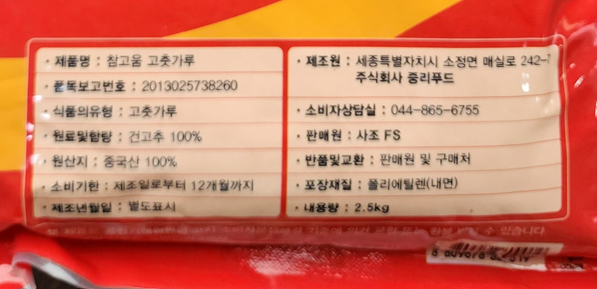 · 제품명 : 참고움 고춧가루
· 품목보고번호 : 2013025738260
· 식품의유형 : 고춧가루
· 원료및함량 : 건고추 100%
· 원산지 : 중국산 100%
· 소비기한 : 제조일로부터 12개월까지
· 제조년월일 : 별도표시
· 제조원 : 세종특별자치시 소정면 매실로 242-
주식회사 중리푸드
· 소비자상담실 : 044-865-6755
· 판매원 : 사조 FS
· 반품및교환 : 판매원 및 구매처
· 포장재질 : 폴리에틸렌(내면)
· 내용량 : 2.5kg
수 있습니다